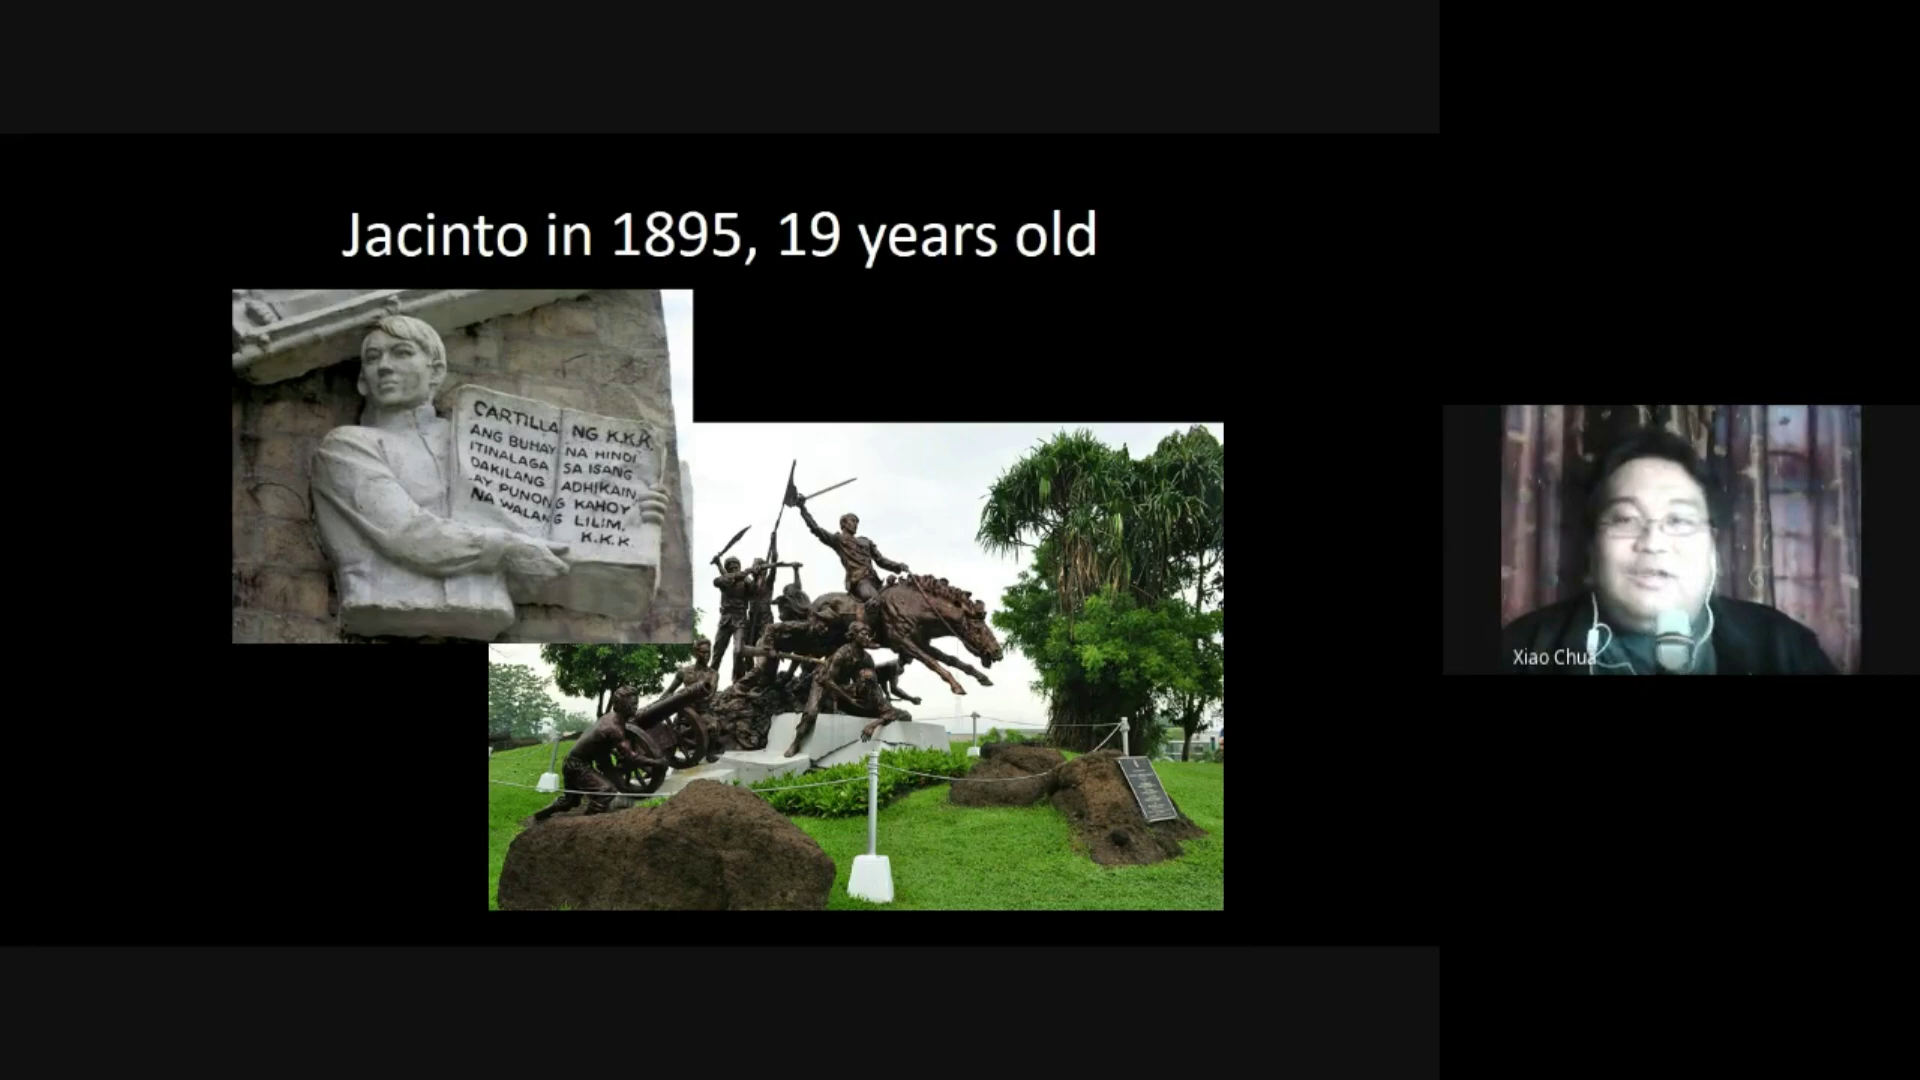 Jacinto in 1895, 19 years old
CARTILLA NG K.K.K.
ANG BUHAY NA HINDI
ITINALAGA SA ISANG
DAKILANG ADHIKAIN
AY PUNONG KAHOY
NA WALANG LILIM.
K.K.K.
Xiao Chua